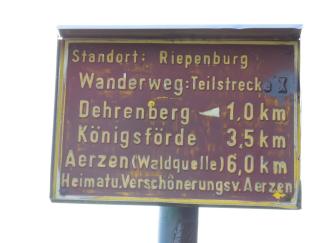 Standort: Riepenburg
Wanderweg: Teilstrecke X
Dehrenberg 1,0 km
Königsförde 3,5 km
Aerzen (Waldquelle) 6,0 km
Heimatu.Verschönerungsv.Aerzen